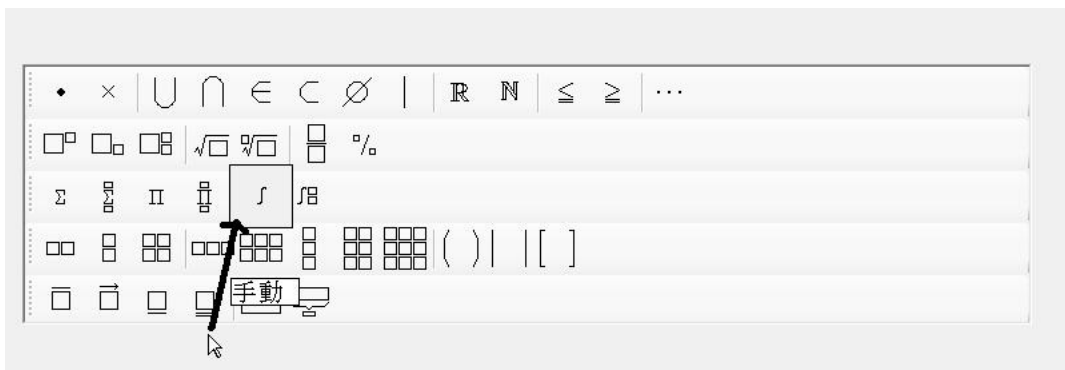 • × ∪ ∩ ∈ ⊂ ∅ | ℝ ℕ ≦ ≧ …
□□ □□ □□□ √□ □√□ □/□ %
Σ Σ Π Π ∫ ∫
( ) | | [ ]
手動